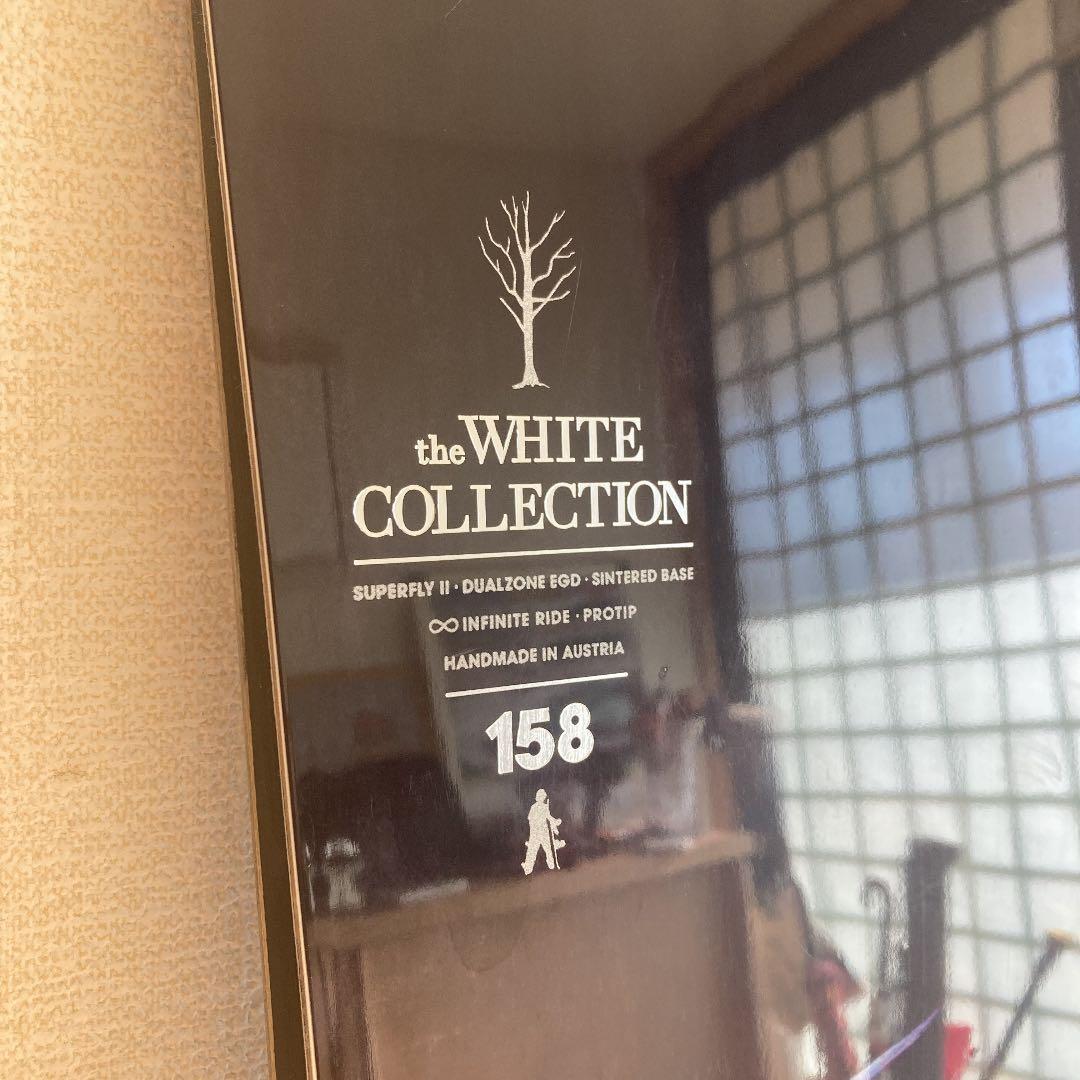 the WHITE
COLLECTION
SUPERFLY II · DUALZONE EGD · SINTERED BASE
∞ INFINITE RIDE · PROTIP
HANDMADE IN AUSTRIA
158